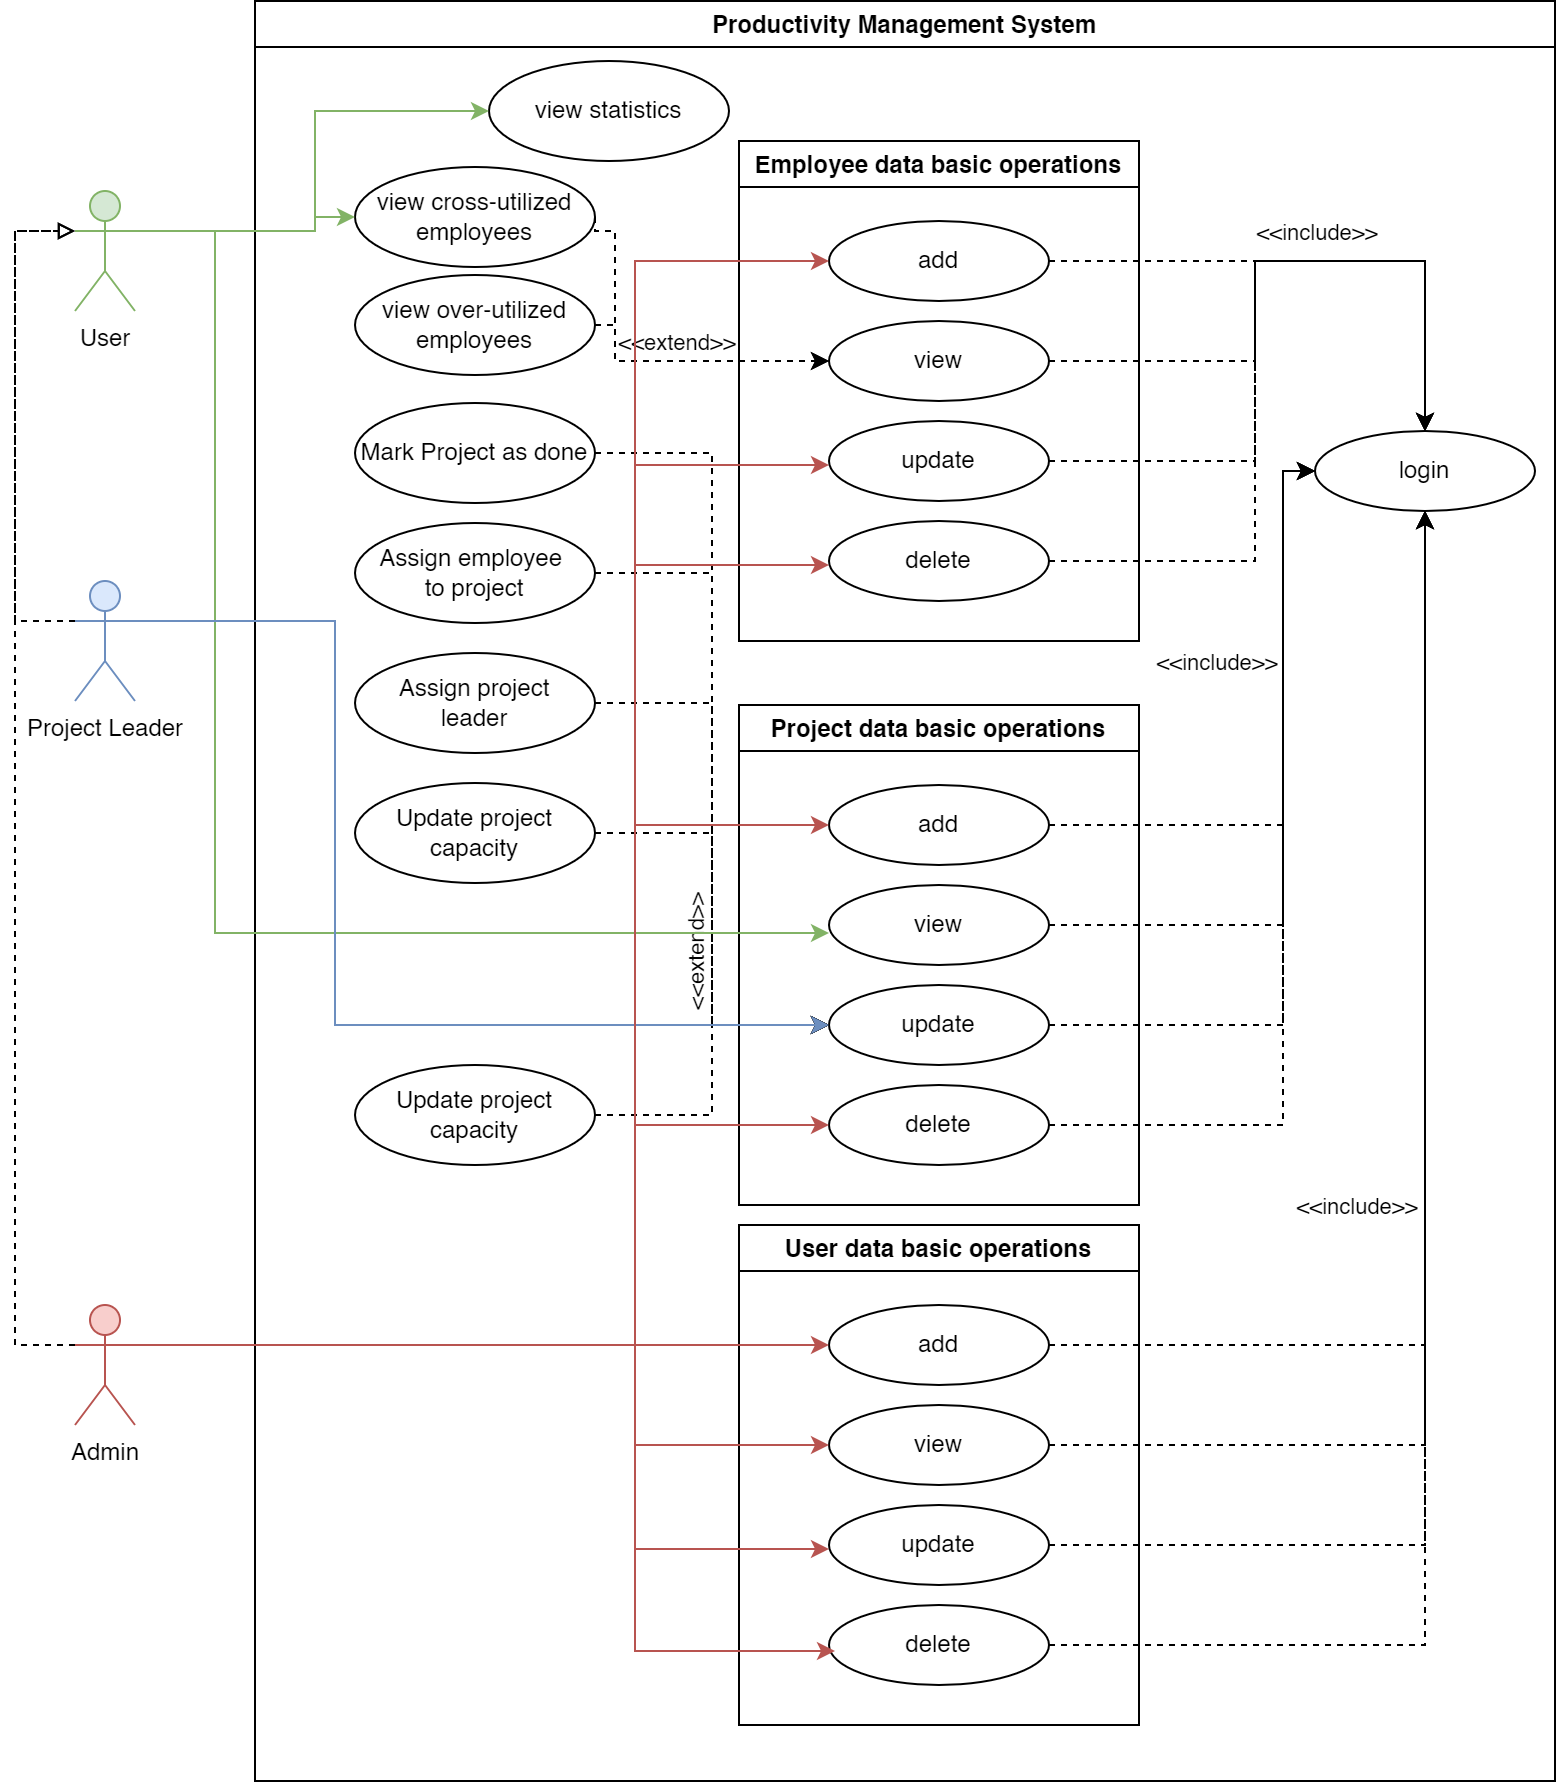 Productivity Management System
view statistics
Employee data basic operations
view cross-utilized
employees
<<include>>
add
view over-utilized
employees
User
<<extend>>
view
Mark Project as done
update
login
Assign employee
to project
delete
<<include>>
Assign project
leader
Project Leader
Project data basic operations
Update project
capacity
add
<<extend>>
view
update
Update project
capacity
delete
<<include>>
User data basic operations
add
Admin
view
update
delete